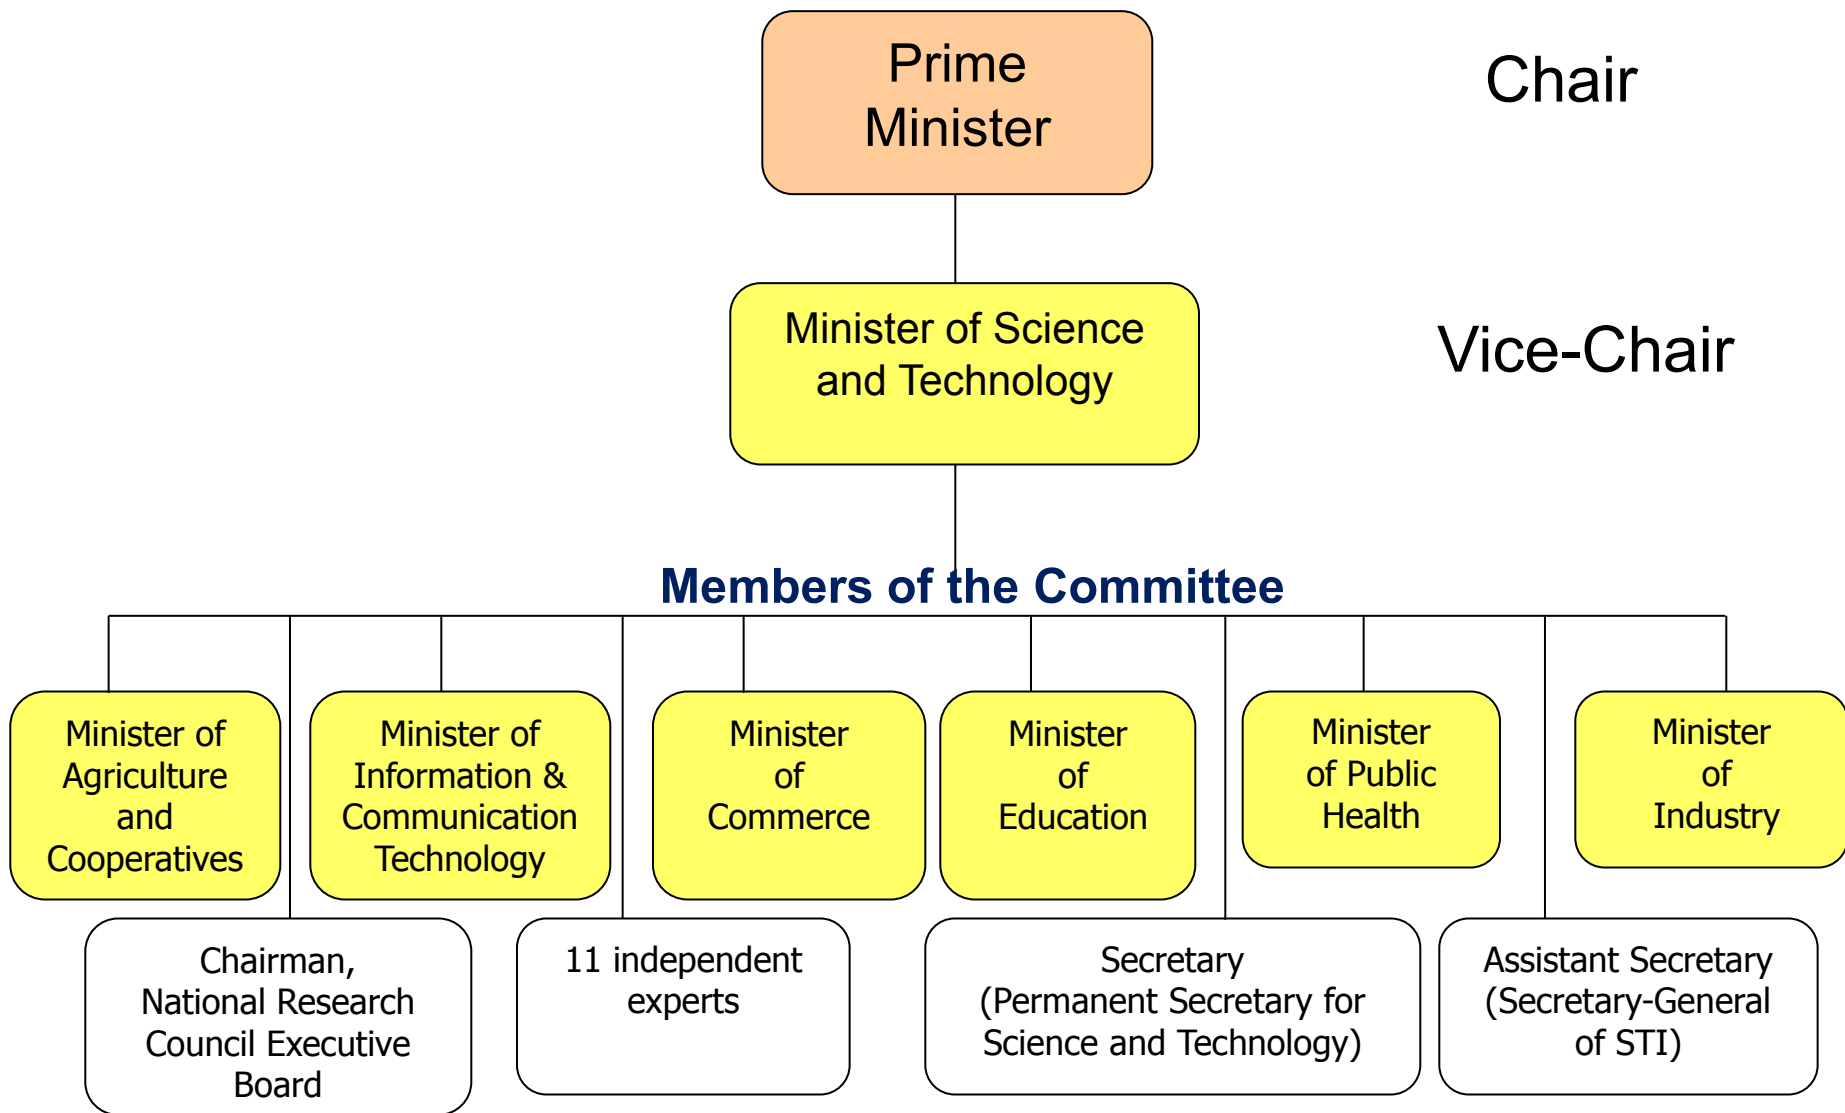 Prime
Minister
Chair
Minister of Science
and Technology
Vice-Chair
Members of the Committee
Minister of
Agriculture
and
Cooperatives
Minister of
Information &
Communication
Technology
Minister
of
Commerce
Minister
of
Education
Minister
of Public
Health
Minister
of
Industry
Chairman,
National Research
Council Executive
Board
11 independent
experts
Secretary
(Permanent Secretary for
Science and Technology)
Assistant Secretary
(Secretary-General
of STI)